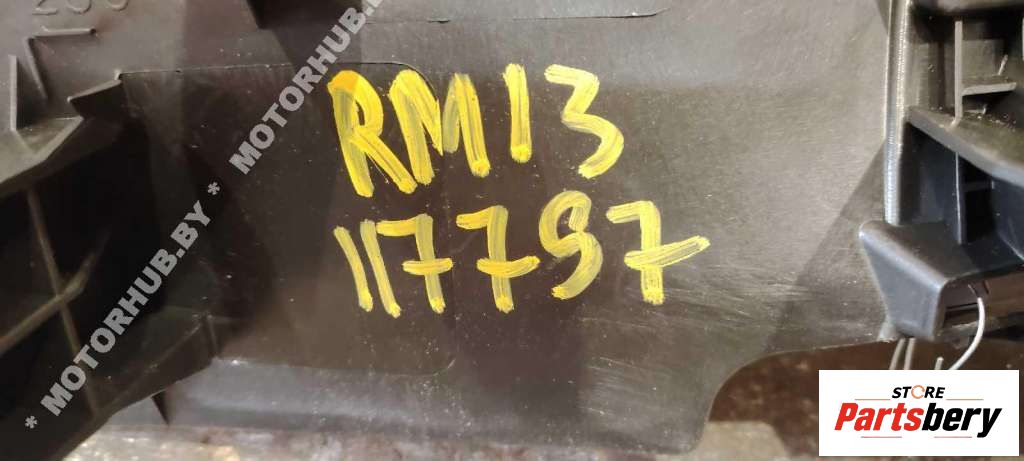 RM13
117797
* MOTORHUB.BY * MOTORHUB.BY
STORE
Partsbery